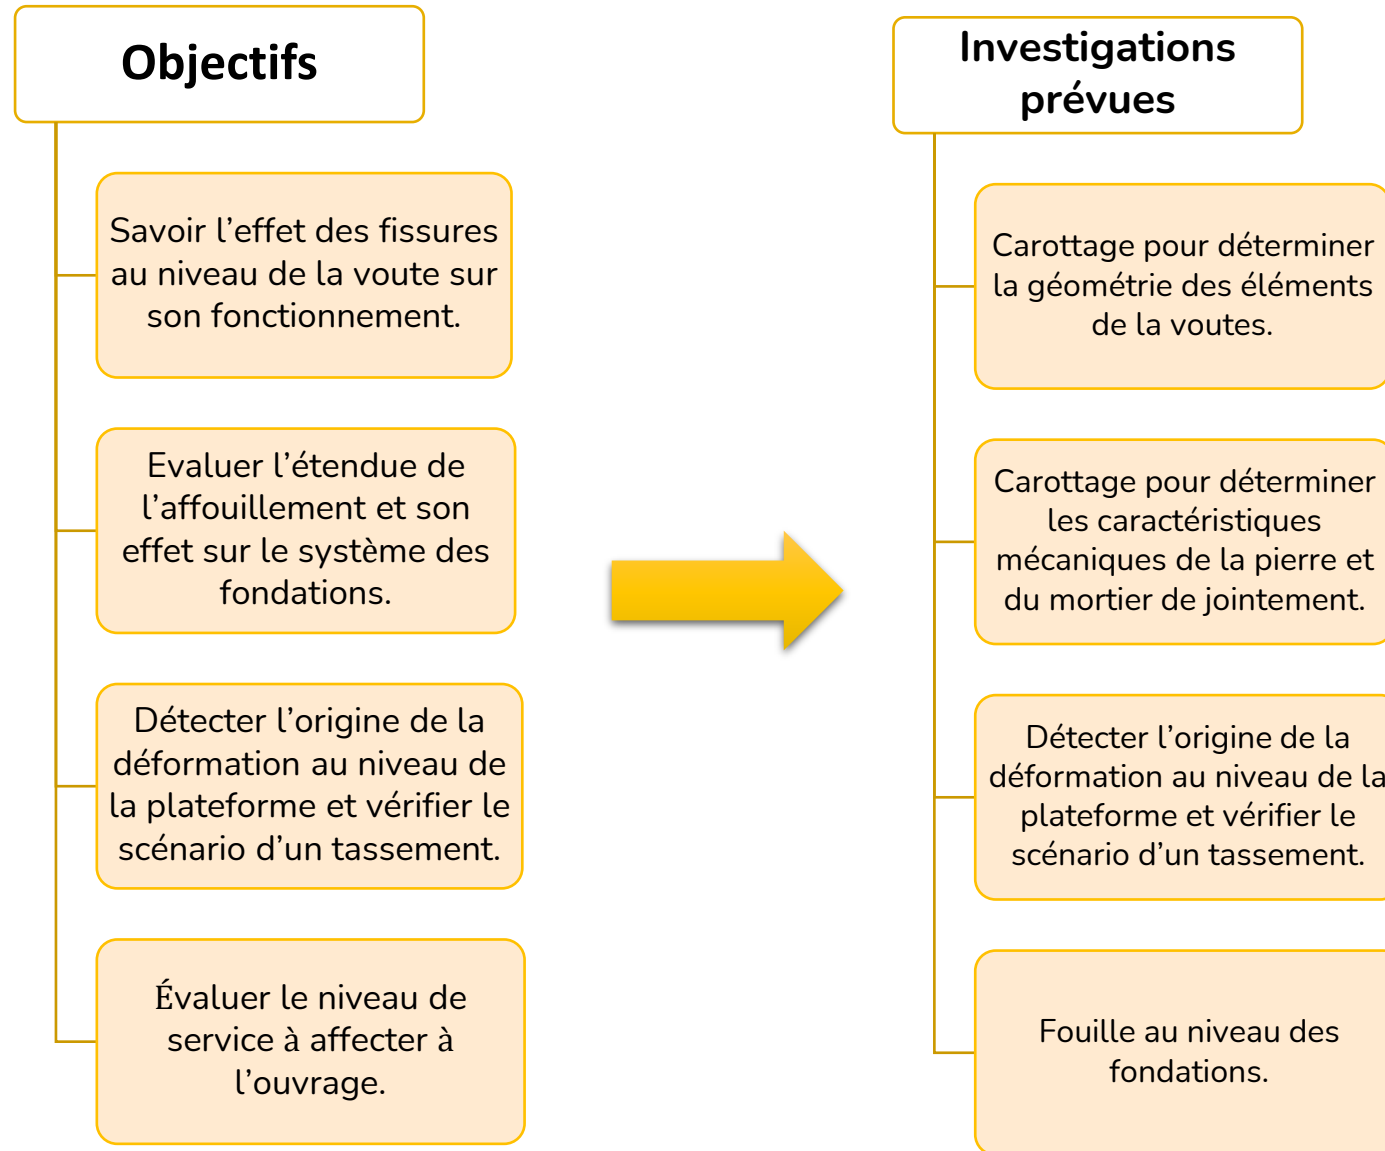 Objectifs
Savoir l’effet des fissures
au niveau de la voute sur
son fonctionnement.
Evaluer l’étendue de
l’affouillement et son
effet sur le système des
fondations.
Détecter l’origine de la
déformation au niveau de
la plateforme et vérifier le
scénario d’un tassement.
Évaluer le niveau de
service à affecter à
l’ouvrage.
Investigations
prévues
Carottage pour déterminer
la géométrie des éléments
de la voutes.
Carottage pour déterminer
les caractéristiques
mécaniques de la pierre et
du mortier de jointement.
Détecter l’origine de la
déformation au niveau de la
plateforme et vérifier le
scénario d’un tassement.
Fouille au niveau des
fondations.